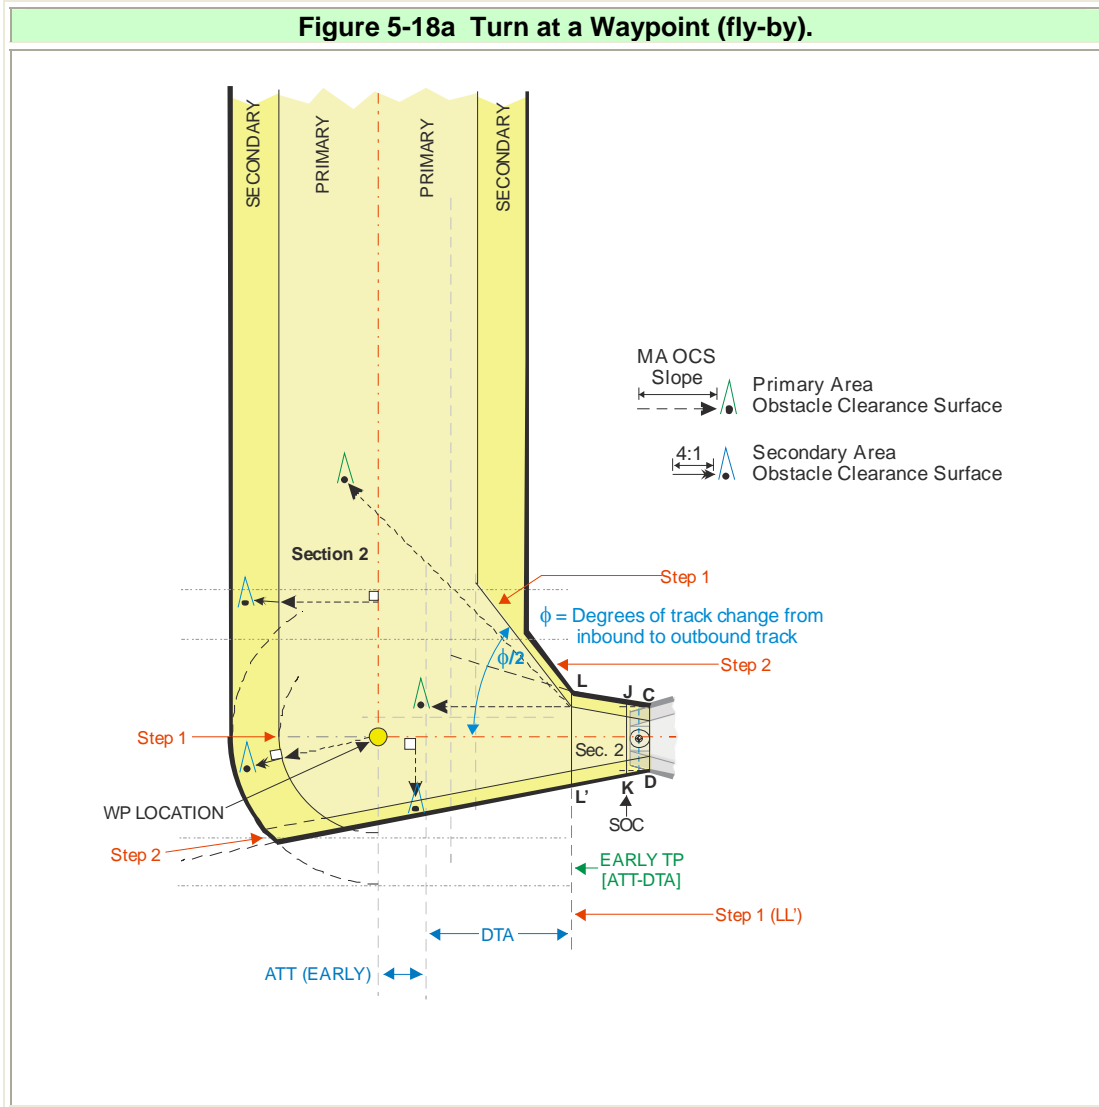 Figure 5-18a Turn at a Waypoint (fly-by).
SECONDARY
PRIMARY
PRIMARY
SECONDARY
MA OCS
Slope
Primary Area
Obstacle Clearance Surface
4:1
Secondary Area
Obstacle Clearance Surface
Section 2
Step 1
ϕ = Degrees of track change from
inbound to outbound track
ϕ/2
Step 2
L
J
C
Step 1
Sec. 2
WP LOCATION
L'
K
D
SOC
Step 2
EARLY TP
[ATT-DTA]
Step 1 (LL')
DTA
ATT (EARLY)